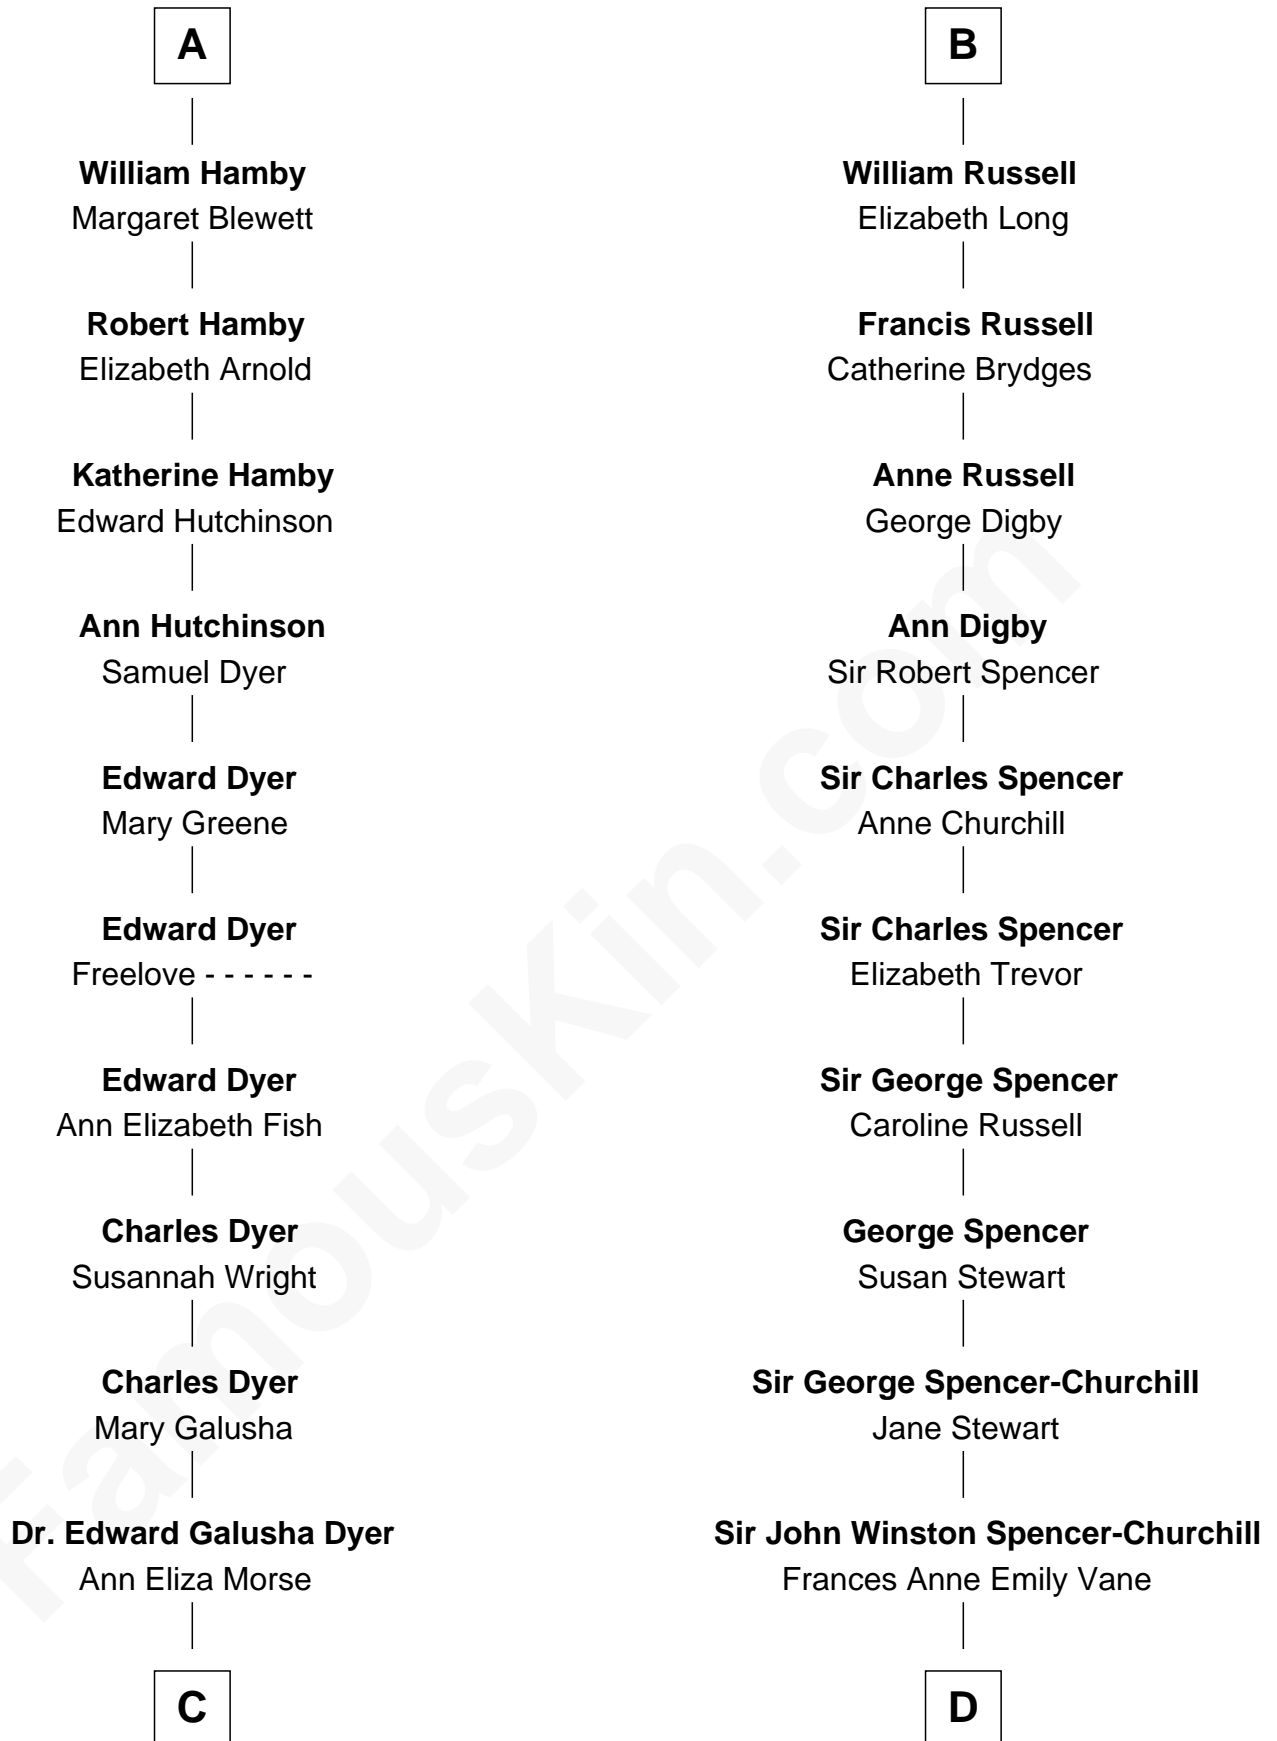 A
William Hamby
Margaret Blewett
Robert Hamby
Elizabeth Arnold
Katherine Hamby
Edward Hutchinson
Ann Hutchinson
Samuel Dyer
Edward Dyer
Mary Greene
Edward Dyer
Freelove - - - - - -
Edward Dyer
Ann Elizabeth Fish
Charles Dyer
Susannah Wright
Charles Dyer
Mary Galusha
Dr. Edward Galusha Dyer
Ann Eliza Morse
C
B
William Russell
Elizabeth Long
Francis Russell
Catherine Brydges
Anne Russell
George Digby
Ann Digby
Sir Robert Spencer
Sir Charles Spencer
Anne Churchill
Sir Charles Spencer
Elizabeth Trevor
Sir George Spencer
Caroline Russell
George Spencer
Susan Stewart
Sir George Spencer-Churchill
Jane Stewart
Sir John Winston Spencer-Churchill
Frances Anne Emily Vane
D
FamousKin.com